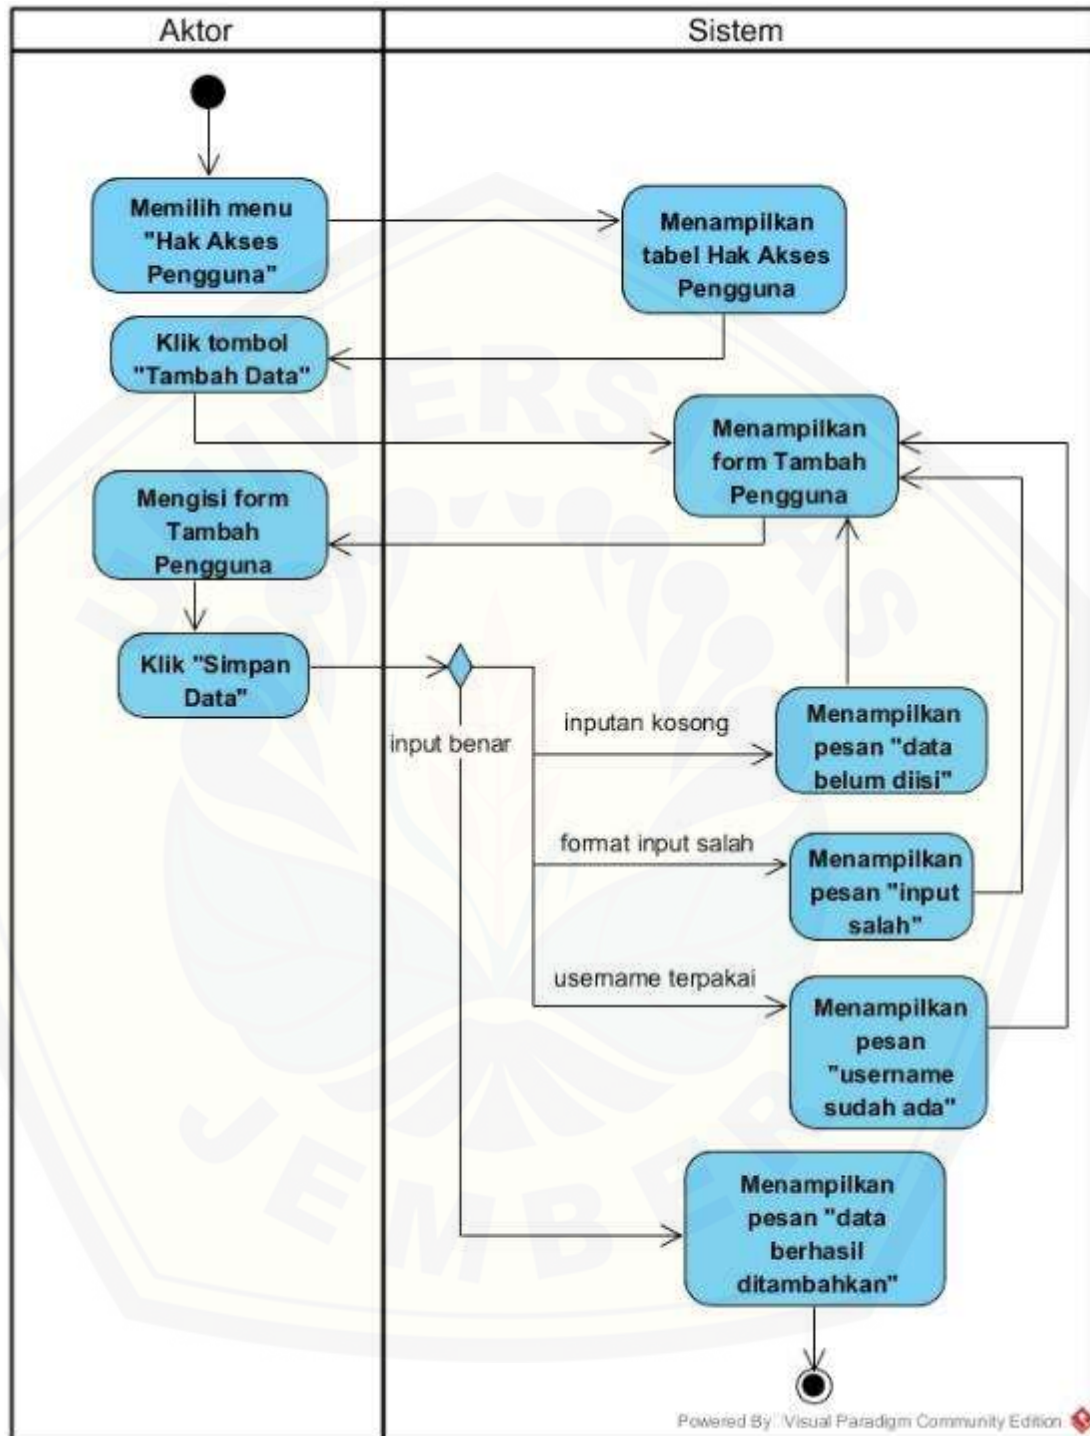 Aktor
Sistem
Memilih menu
"Hak Akses
Pengguna"
Menampilkan
tabel Hak Akses
Pengguna
Klik tombol
"Tambah Data"
Menampilkan
form Tambah
Pengguna
Mengisi form
Tambah
Pengguna
Klik "Simpan
Data"
input benar
inputan kosong
Menampilkan
pesan "data
belum diisi"
format input salah
Menampilkan
pesan "input
salah"
username terpakai
Menampilkan
pesan
"username
sudah ada"
Menampilkan
pesan "data
berhasil
ditambahkan"
UNIVERSITAS
JEMBER
Powered By Visual Paradigm Community Edition